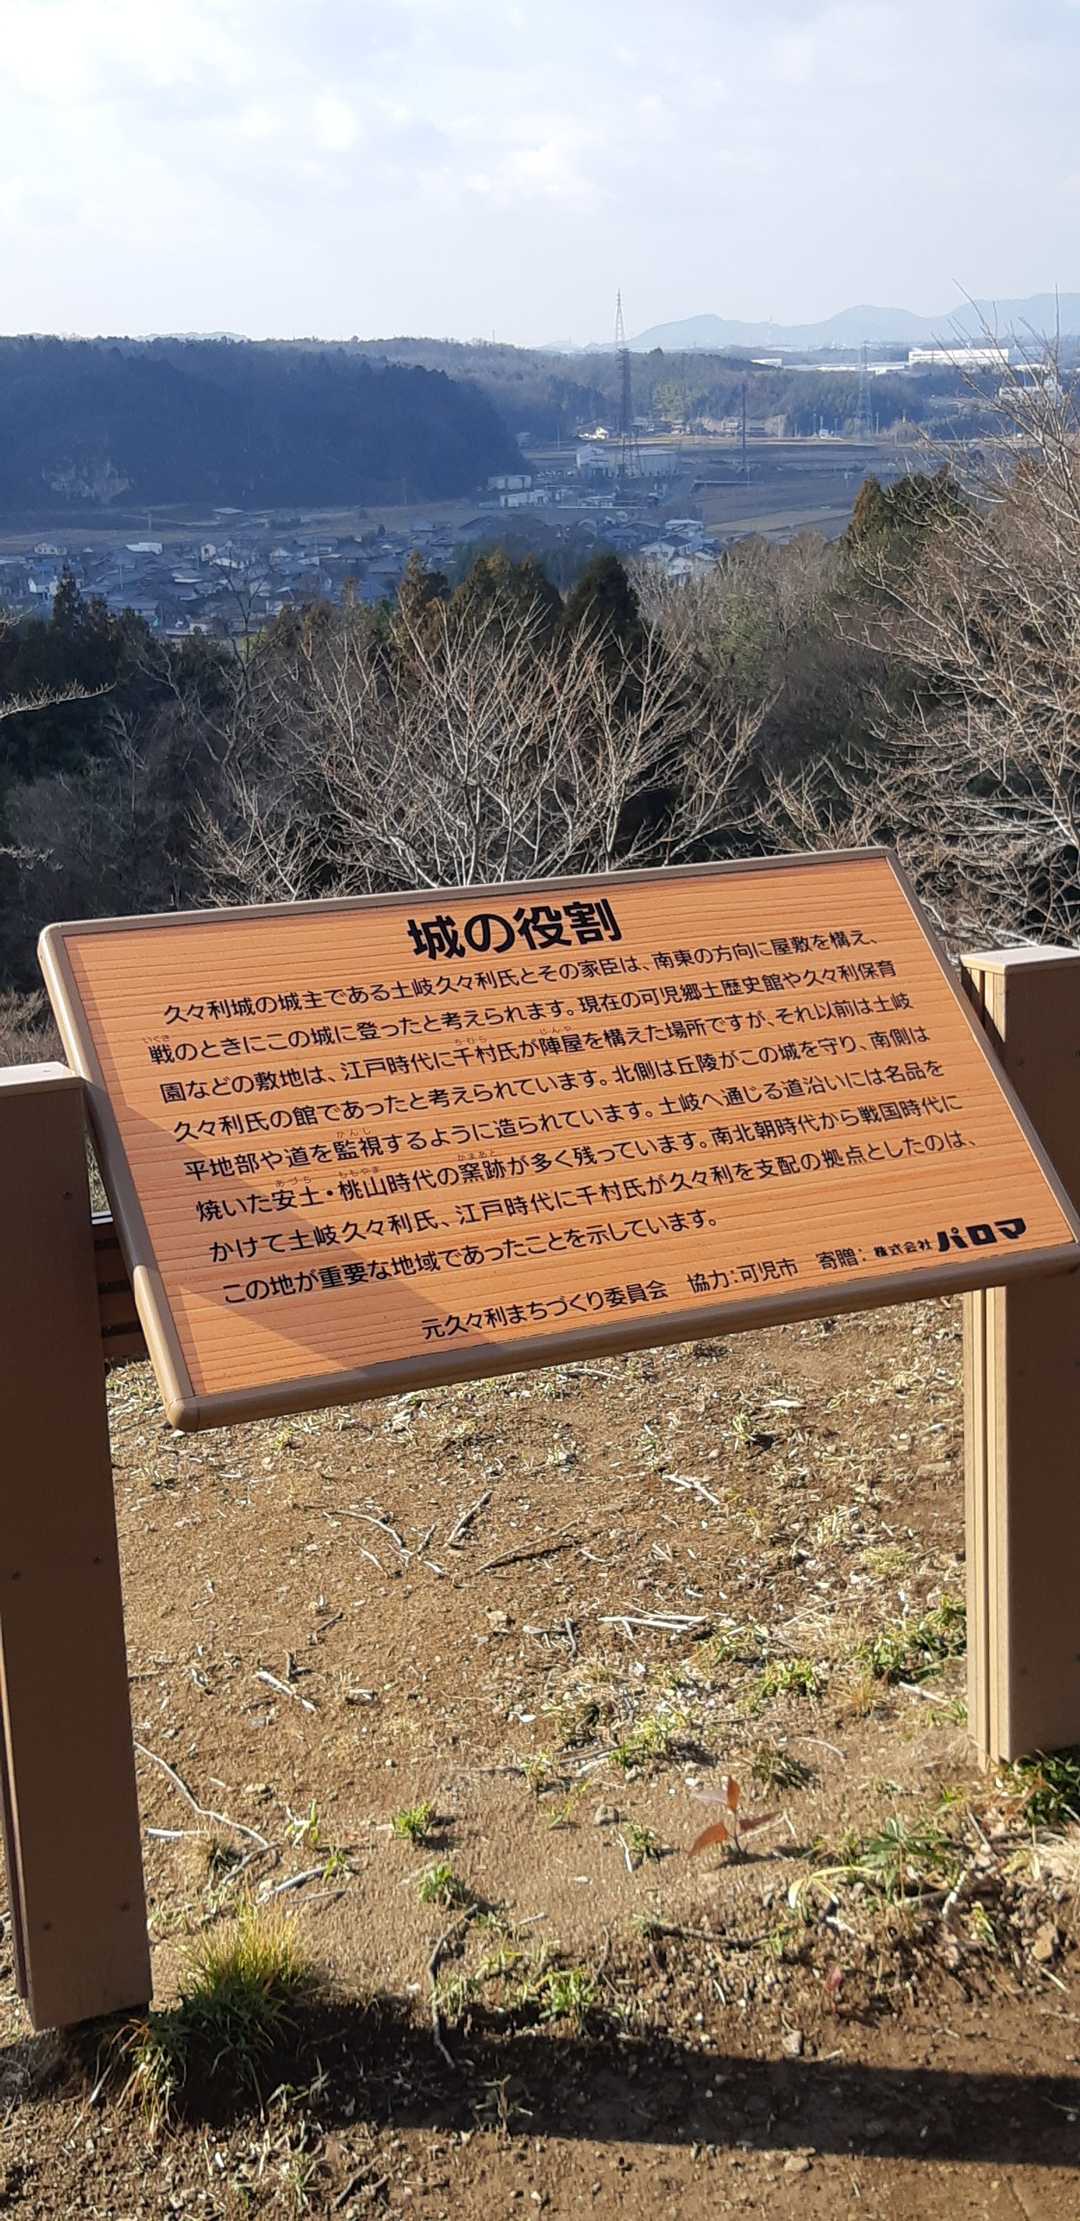 城の役割
久々利城の城主である土岐久々利氏とその家臣は、南東の方向に屋敷を構え、
戦のときにこの城に登ったと考えられます。現在の可児郷土歴史館や久々利保育
園などの敷地は、江戸時代に千村氏が陣屋を構えた場所ですが、それ以前は土岐
久々利氏の館であったと考えられています。北側は丘陵がこの城を守り、南側は
平地部や道を監視するように造られています。土岐へ通じる道沿いには名品を
焼いた安土・桃山時代の窯跡が多く残っています。南北朝時代から戦国時代に
かけて土岐久々利氏、江戸時代に千村氏が久々利を支配の拠点としたのは、
この地が重要な地域であったことを示しています。
元久々利まちづくり委員会 協力：可児市 寄贈：株式会社パロマ